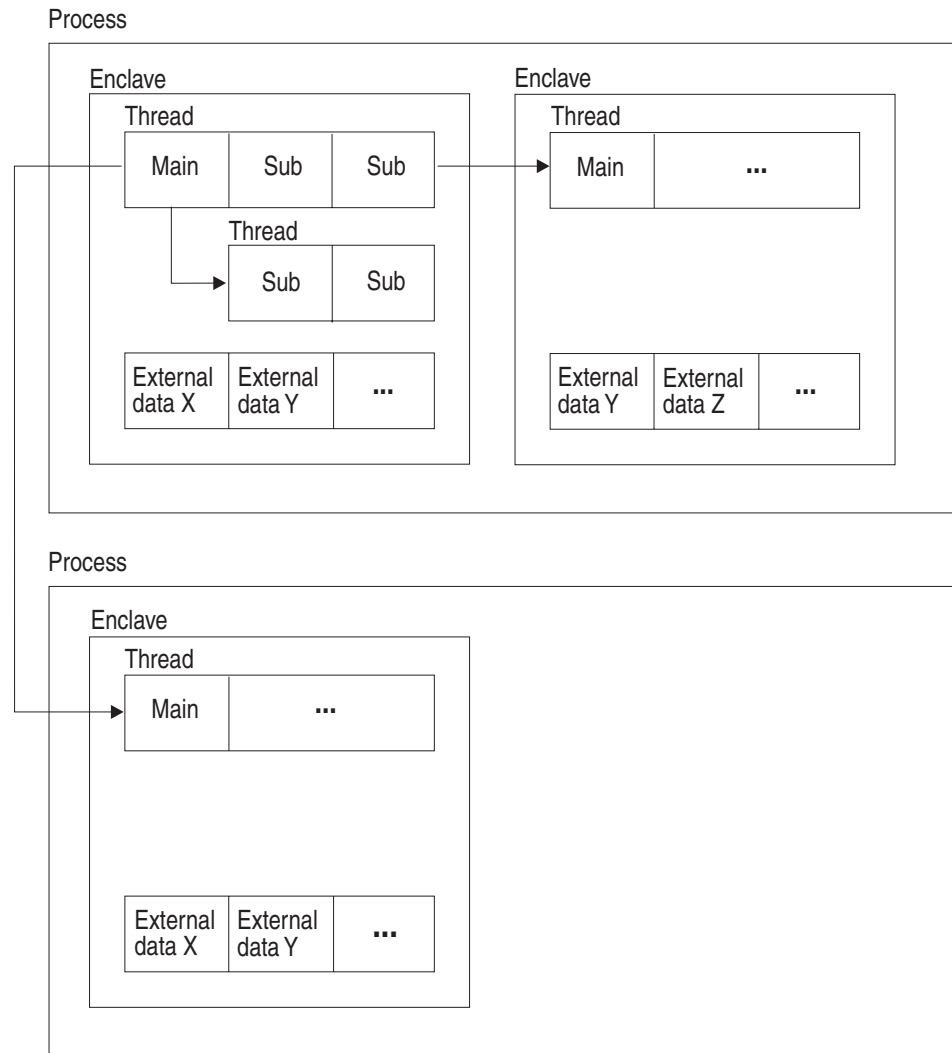 Process
Enclave
Thread
Main
Sub
Sub
Thread
Sub
Sub
External
data X
External
data Y
...
Enclave
Thread
Main
...
External
data Y
External
data Z
...
Process
Enclave
Thread
Main
...
External
data X
External
data Y
...